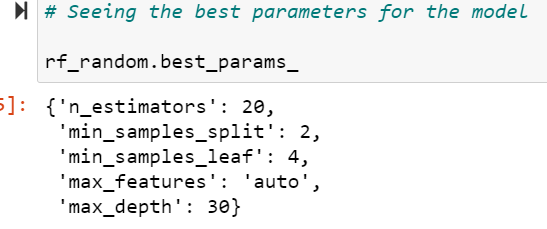 # Seeing the best parameters for the model
rf_random.best_params_
5]: {'n_estimators': 20,
'min_samples_split': 2,
'min_samples_leaf': 4,
'max_features': 'auto',
'max_depth': 30}